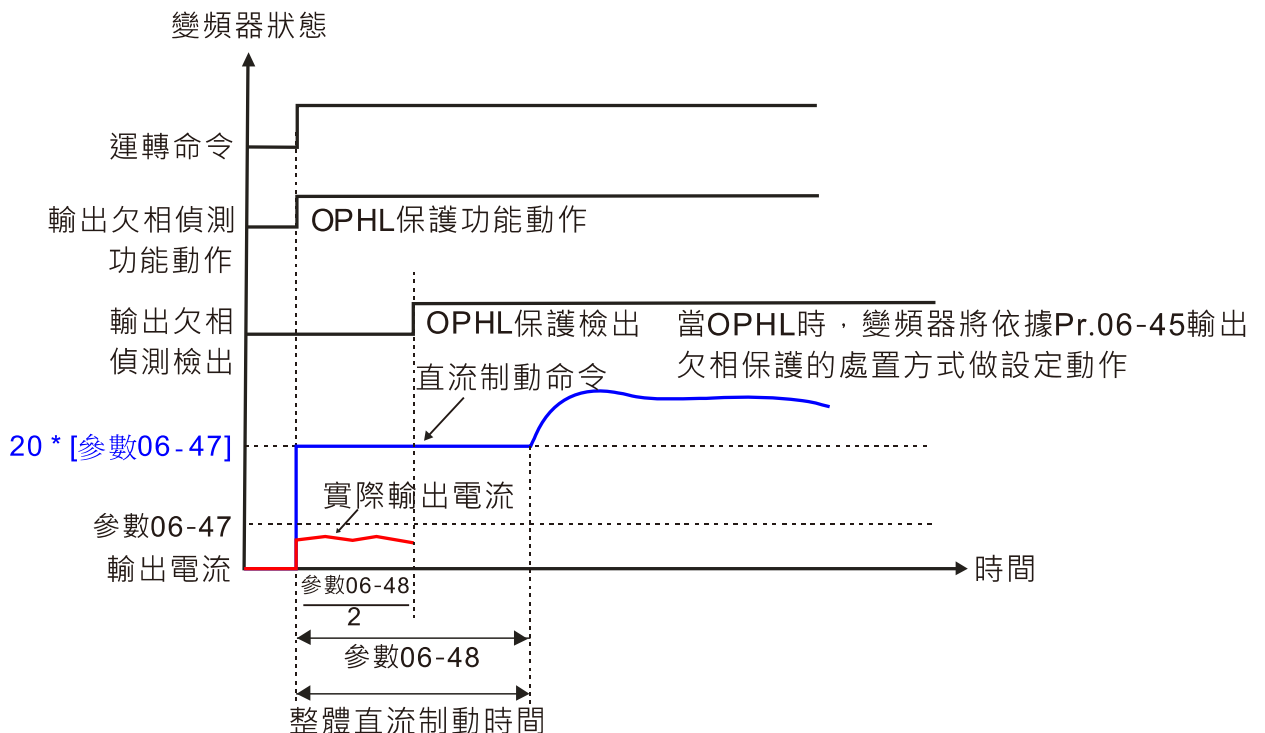 變頻器狀態
運轉命令
輸出欠相偵測
功能動作
OPHL保護功能動作
輸出欠相
偵測檢出
OPHL保護檢出
當OPHL時，變頻器將依據Pr.06-45輸出
欠相保護的處置方式做設定動作
直流制動命令
20 * [參數06-47]
實際輸出電流
參數06-47
輸出電流
時間
參數06-48
2
參數06-48
整體直流制動時間